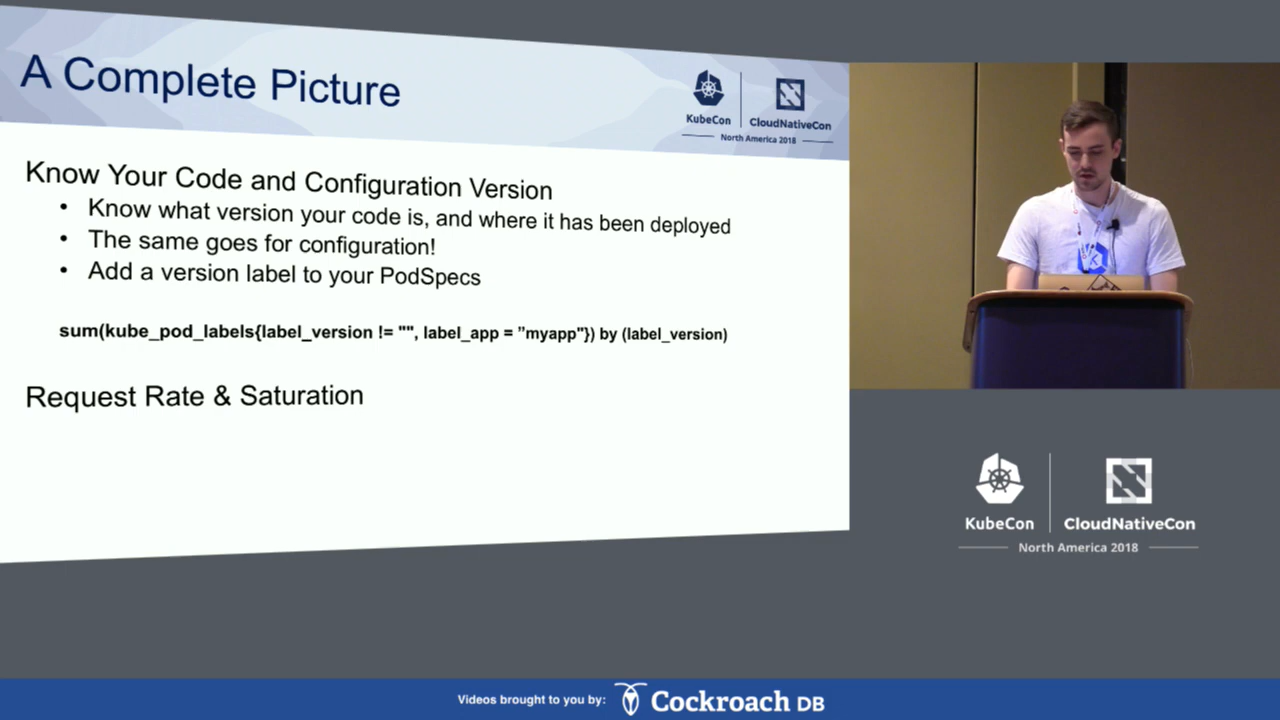 A Complete Picture
KubeCon
CloudNativeCon
North America 2018
Know Your Code and Configuration Version
• Know what version your code is, and where it has been deployed
• The same goes for configuration!
• Add a version label to your PodSpecs
sum(kube_pod_labels{label_version != "", label_app = ”myapp"}) by (label_version)
Request Rate & Saturation
KubeCon
CloudNativeCon
North America 2018
Videos brought to you by:
Cockroach DB